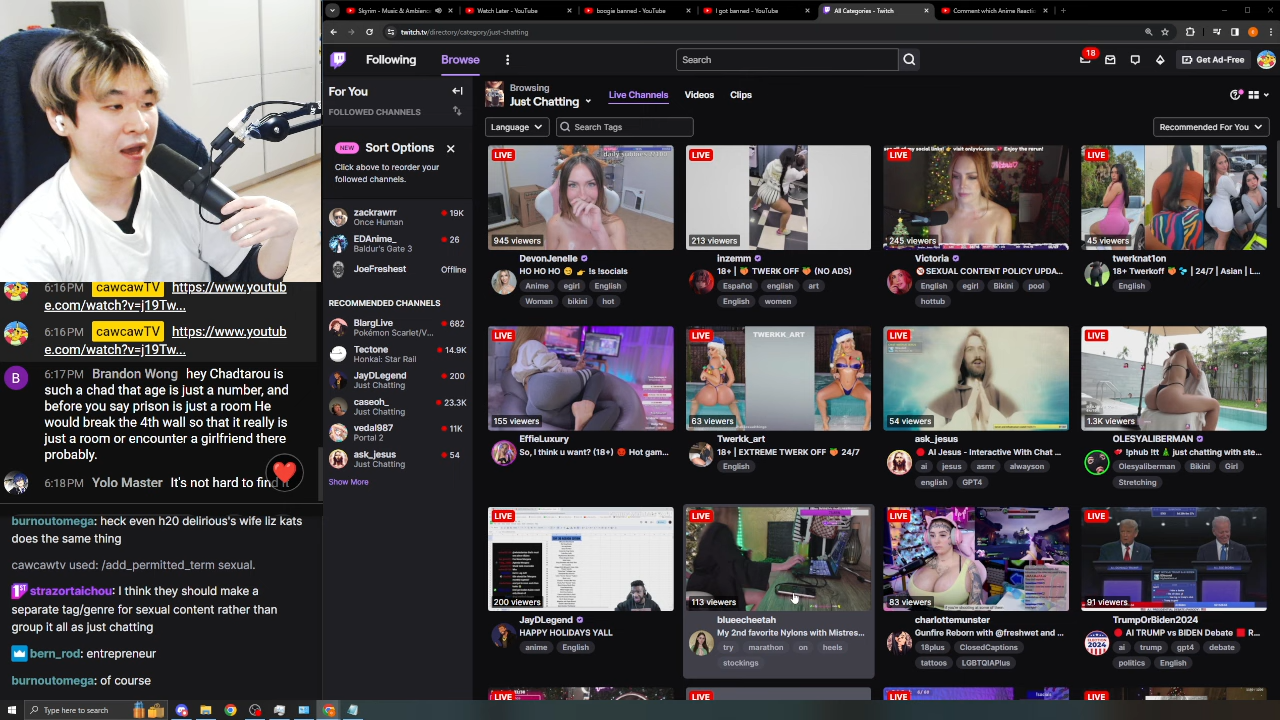 Skyrim - Music & Ambianc
Watch Later - YouTube
boogie banned - YouTube
I got banned - YouTube
All Categories - Twitch
Comment which Anime Reacti
twitch.tv/directory/category/just-chatting
Following
Browse
Search
18
Get Ad-Free
For You
FOLLOWED CHANNELS
NEW
Sort Options
Click above to reorder your
followed channels.
zackrawrr
19K
Once Human
EDAnime_
26
Baldur's Gate 3
JoeFreshest
Offline
RECOMMENDED CHANNELS
BlargLive
682
Pokémon Scarlet/V...
Tectone
14.9K
Honkai: Star Rail
JayDLegend
200
Just Chatting
caseoh_
23.3K
Just Chatting
vedal987
11K
Portal 2
ask_jesus
54
Just Chatting
Show More
Browsing
Just Chatting
Live Channels
Videos
Clips
Language
Search Tags
Recommended For You
LIVE
945 viewers
DevonJenelle
HO HO HO 😊 👉 !s !socials
Anime
egirl
English
Woman
bikini
hot
LIVE
213 viewers
inzemm
18+ | 🍑 TWERK OFF 🍑 (NO ADS)
Español
english
art
English
women
LIVE
245 viewers
Victoria
🚫SEXUAL CONTENT POLICY UPDA...
English
egirl
Bikini
pool
hottub
LIVE
45 viewers
twerknat1on
18+ Twerkoff 🍑 💦 | 24/7 | Asian | L...
English
LIVE
155 viewers
EffieLuxury
So, I think u want? (18+) 🥵 Hot gam...
LIVE
TWERKK_ART
63 viewers
Twerkk_art
18+ | EXTREME TWERK OFF 🍑 24/7
English
LIVE
54 viewers
ask_jesus
🔴 AI Jesus - Interactive With Chat ...
ai
jesus
asmr
alwayson
english
GPT4
LIVE
1.3K viewers
OLESYALIBERMAN
💗 !phub !tt 🎄 just chatting with ste...
Olesyaliberman
Bikini
Girl
Stretching
LIVE
200 viewers
JayDLegend
HAPPY HOLIDAYS YALL
anime
English
LIVE
113 viewers
bluecheetah
My 2nd favorite Nylons with Mistres...
try
marathon
on
heels
stockings
LIVE
83 viewers
charlottemunster
Gunfire Reborn with @freshwet and ...
18plus
ClosedCaptions
tattoos
LGBTQIAPlus
LIVE
91 viewers
TrumpOrBiden2024
🔴 AI TRUMP vs BIDEN Debate 🟥 R...
ai
trump
gpt4
debate
politics
English
LIVE
LIVE
LIVE
LIVE
6:16PM cawcawTV https://www.youtub
e.com/watch?v=j19Tw...
6:16PM cawcawTV https://www.youtub
e.com/watch?v=j19Tw...
6:17PM Brandon Wong hey Chadtarou is
such a chad that age is just a number, and
before you say prison is just a room He
would break the 4th wall so that it really is
just a room or encounter a girlfriend there
probably.
6:18PM Yolo Master It's not hard to find it
burnoutomega: heck even h20 dilirious's wife liz kats
does the same thing
cawcawtv used /add_permitted_term sexual.
strazortaichou: I think they should make a
separate tag/genre for sexual content rather than
group it all as just chatting
bern_rod: entrepreneur
burnoutomega: of course
Type here to search